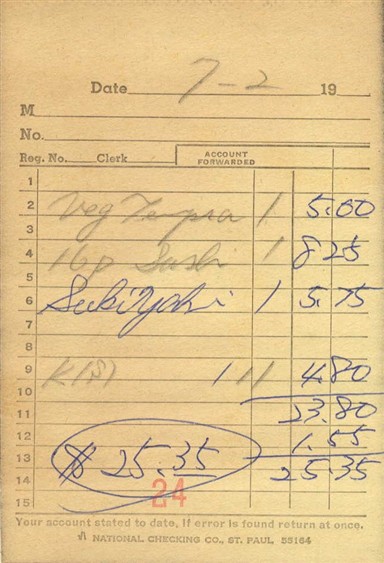 Date 7-2 19
M
No.
Reg. No. Clerk ACCOUNT FORWARDED
1
2 Veg Tempra 1 5.00
3
4 16p Sushi 1 8.25
5
6 Sukiyaki 1 5.75
7
8
9 K(S) 1 11 4.80
10
11 23.80
12 1.55
13 $ 25.35 25.35
14 24
15
Your account stated to date. If error is found return at once.
NATIONAL CHECKING CO., ST. PAUL 55164